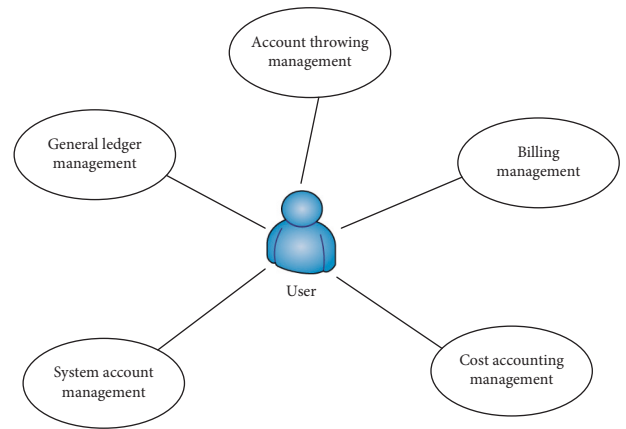 Account throwing
management
General ledger
management
Billing
management
User
System account
management
Cost accounting
management